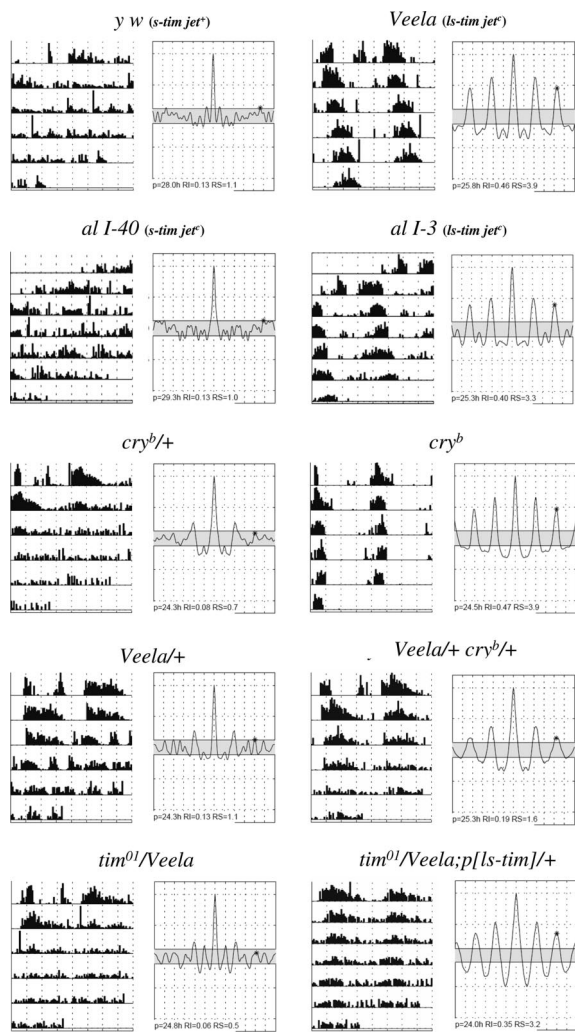 y w (s-tim jet⁺)
Veela (ls-tim jetᶜ)
p=28.0h RI=0.13 RS=1.1
p=25.8h RI=0.46 RS=3.9
al I-40 (s-tim jetᶜ)
al I-3 (ls-tim jetᶜ)
p=29.3h RI=0.13 RS=1.0
p=25.3h RI=0.40 RS=3.3
cryᵇ/+
cryᵇ
p=24.3h RI=0.08 RS=0.7
p=24.5h RI=0.47 RS=3.9
Veela/+
Veela/+ cryᵇ/+
p=24.3h RI=0.13 RS=1.1
p=25.3h RI=0.19 RS=1.6
tim⁰¹/Veela
tim⁰¹/Veela;p[ls-tim]/+
p=24.8h RI=0.06 RS=0.5
p=24.0h RI=0.35 RS=3.2